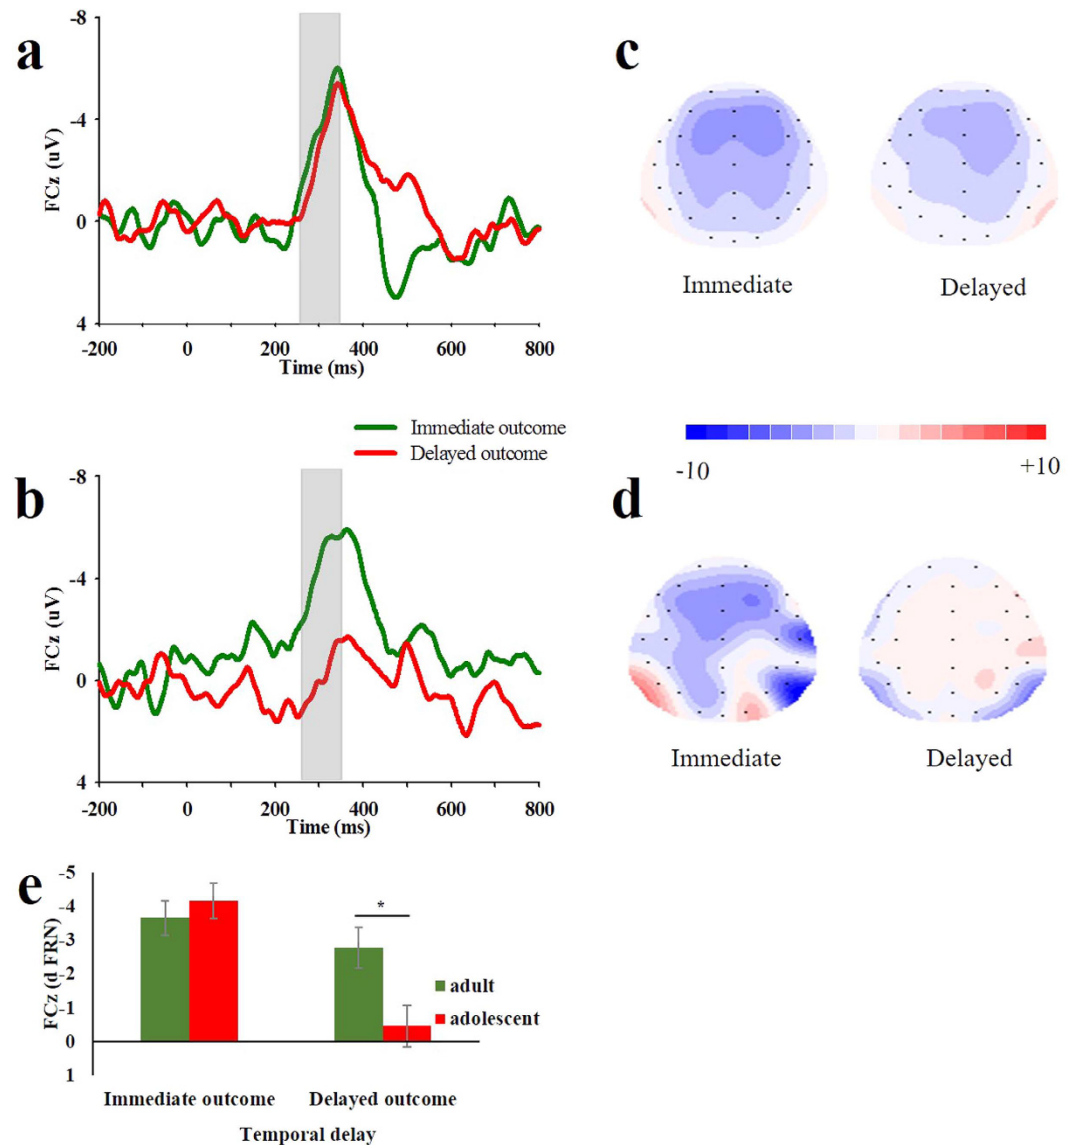 a
-8
-4
0
4
FCz (uV)
-200 0 200 400 600 800
Time (ms)
c
Immediate Delayed
Immediate outcome
Delayed outcome
-10 +10
b
-8
-4
0
4
FCz (uV)
-200 0 200 400 600 800
Time (ms)
d
Immediate Delayed
e
-5
-4
-3
-2
-1
0
1
FCz (d FRN)
*
adult
adolescent
Immediate outcome Delayed outcome
Temporal delay